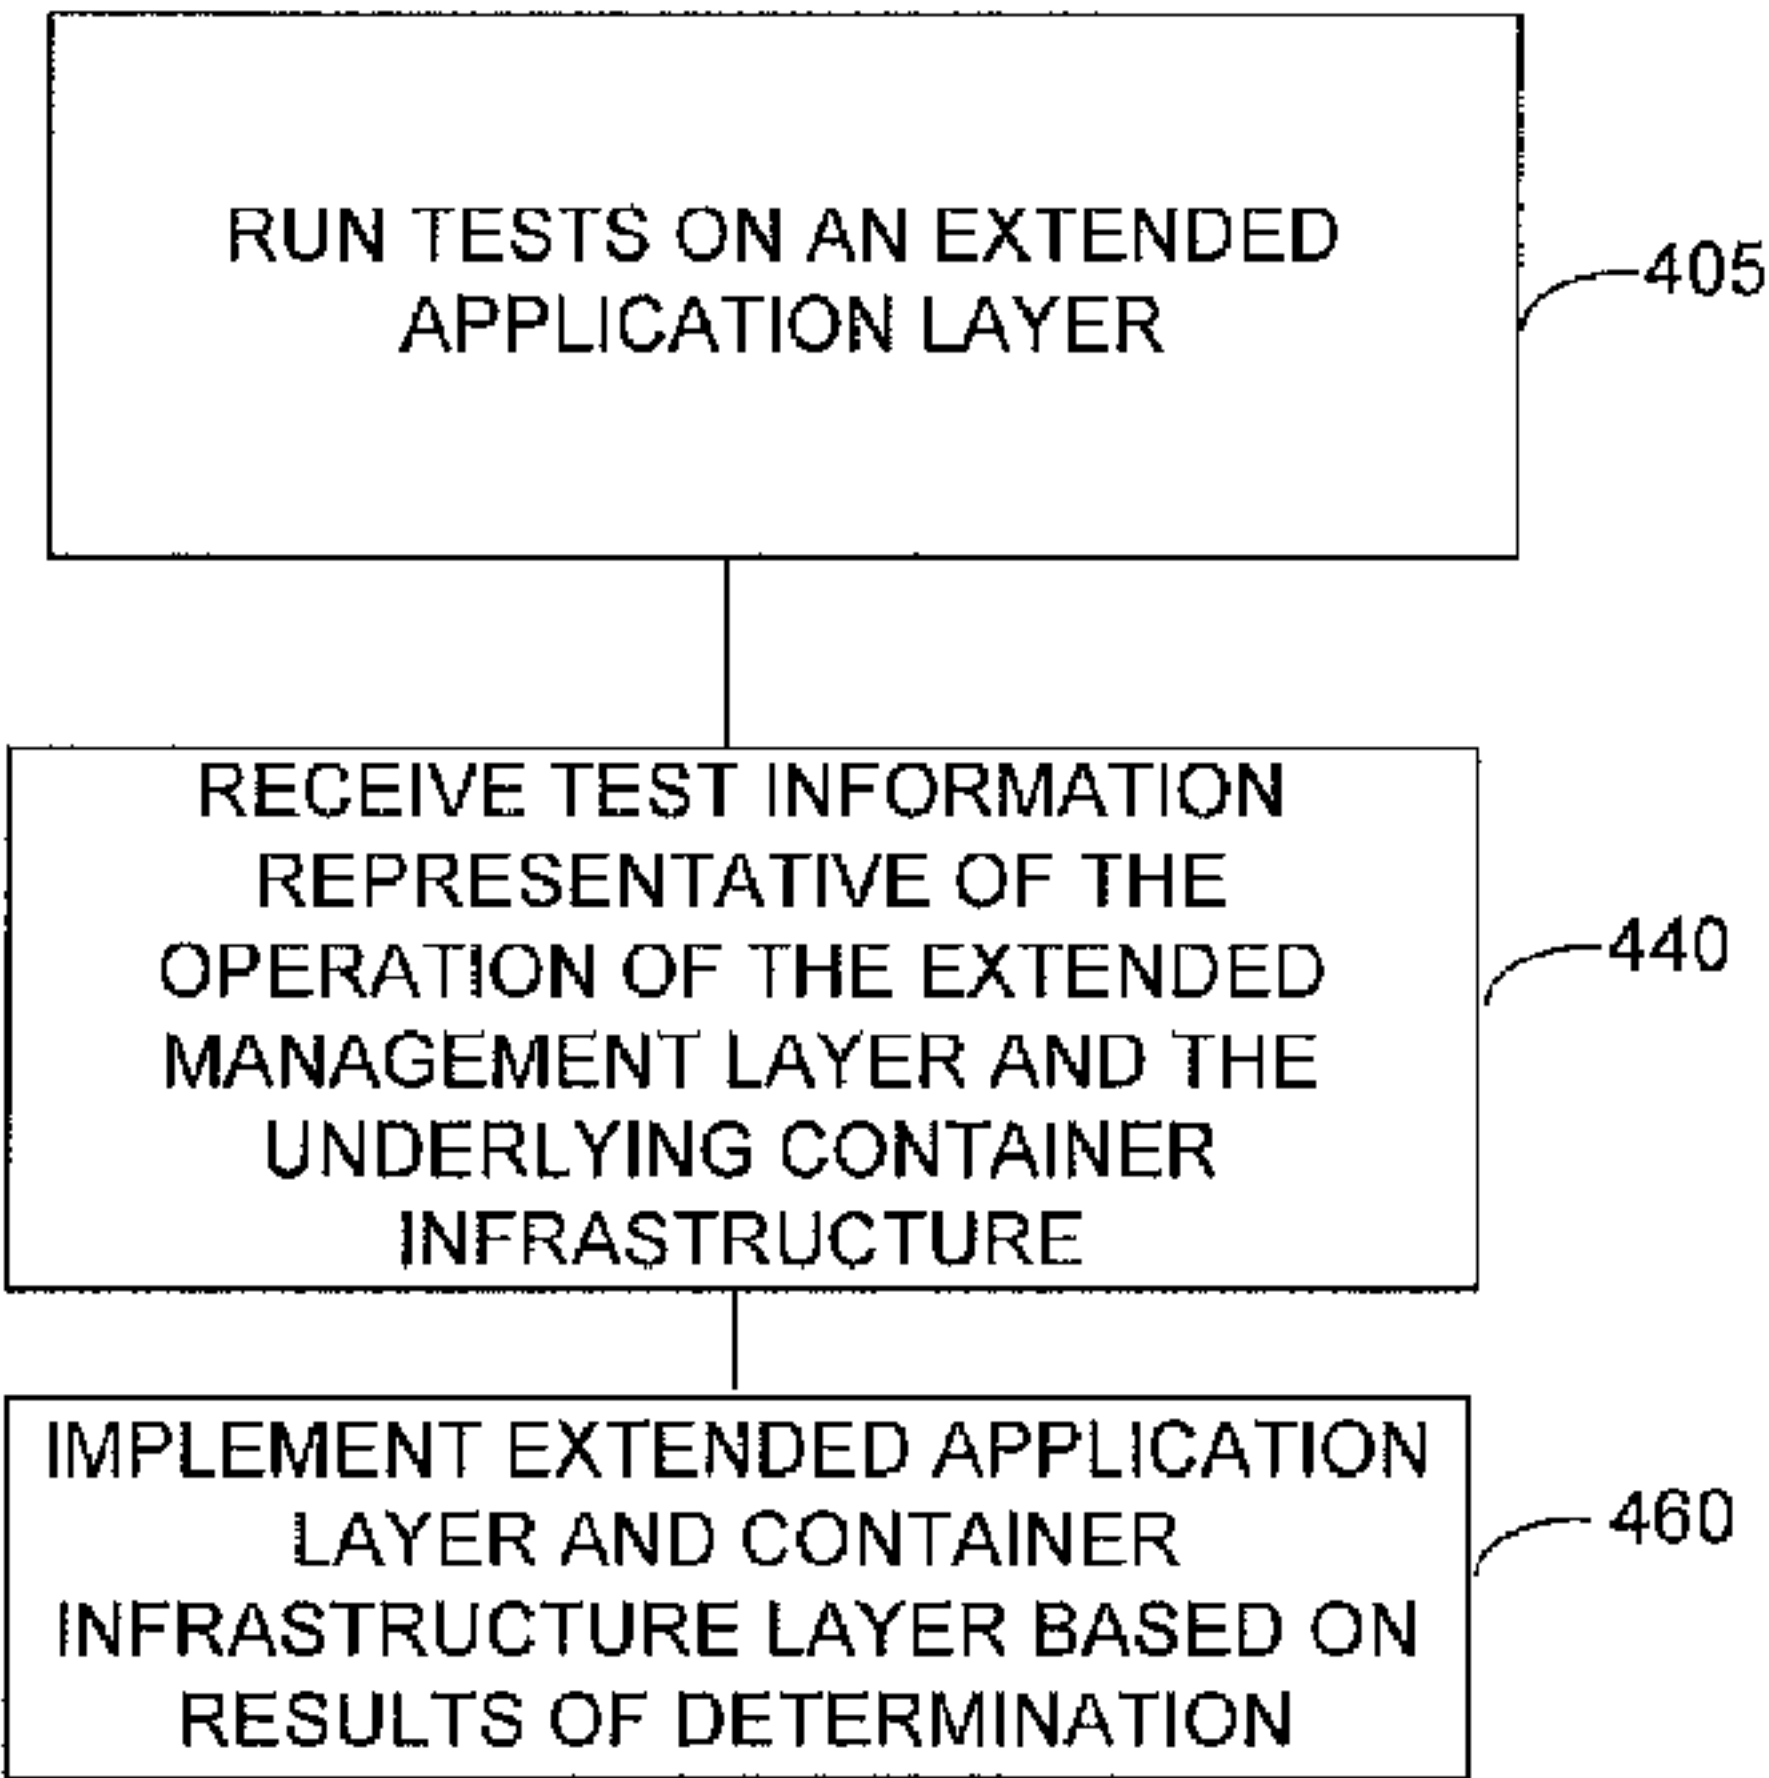 RUN TESTS ON AN EXTENDED
APPLICATION LAYER
405
RECEIVE TEST INFORMATION
REPRESENTATIVE OF THE
OPERATION OF THE EXTENDED
MANAGEMENT LAYER AND THE
UNDERLYING CONTAINER
INFRASTRUCTURE
440
IMPLEMENT EXTENDED APPLICATION
LAYER AND CONTAINER
INFRASTRUCTURE LAYER BASED ON
RESULTS OF DETERMINATION
460